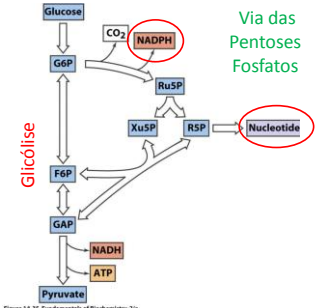 Glucose
CO2
NADPH
Via das
Pentoses
Fosfatos
G6P
Ru5P
Xu5P
R5P
Nucleotide
Glicólise
F6P
GAP
NADH
ATP
Pyruvate